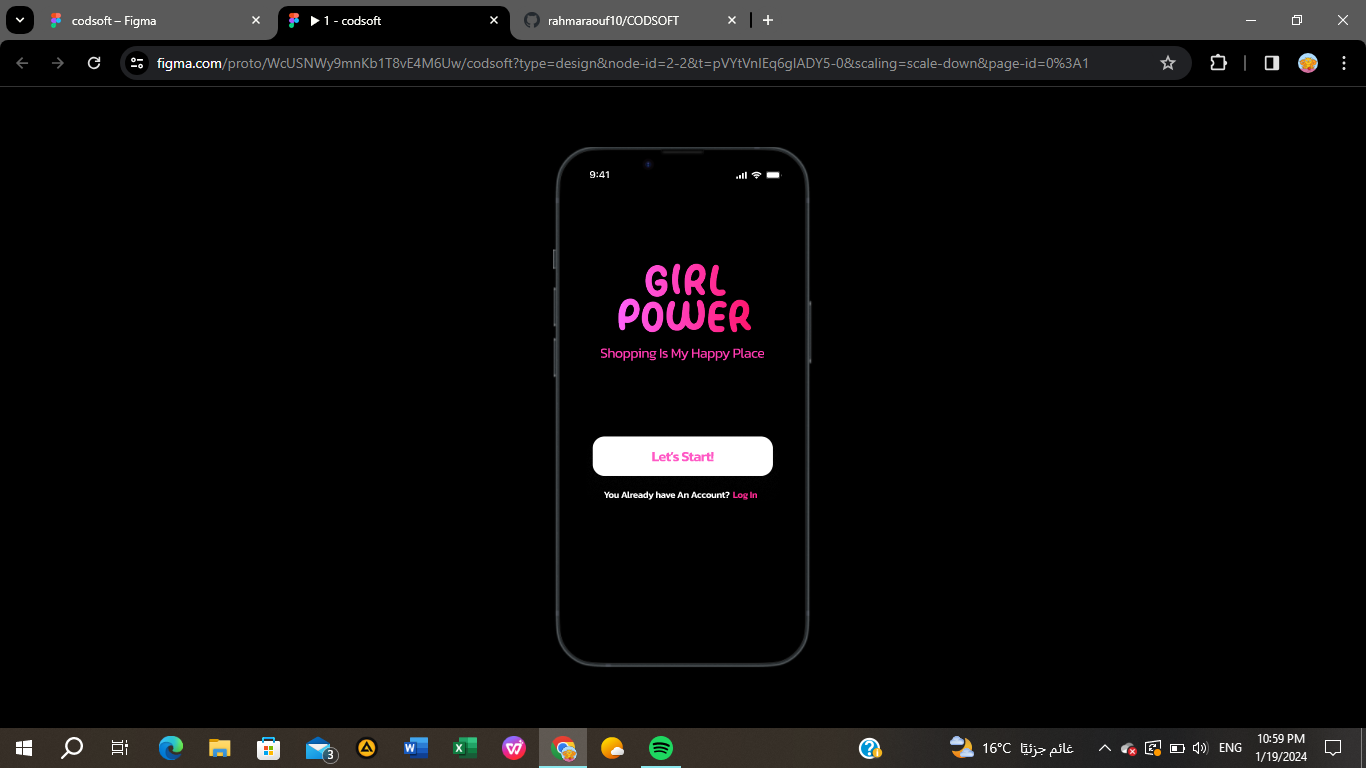 codsoft – Figma
1 - codsoft
rahmaraouf10/CODSOFT
figma.com/proto/WcUSNWy9mnKb1T8vE4M6Uw/codsoft?type=design&node-id=2-2&t=pVYtVnIEq6glADY5-0&scaling=scale-down&page-id=0%3A1
9:41
GIRL
POWER
Shopping Is My Happy Place
Let's Start!
You Already have An Account? Log In
3
16°C غائم جزئيًا
ENG
10:59 PM
1/19/2024